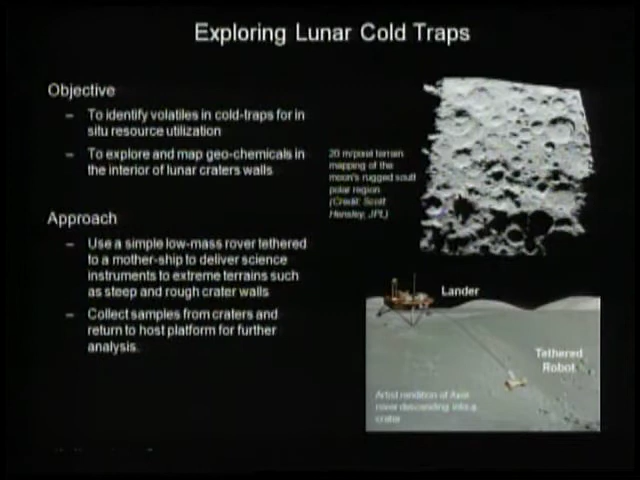 Exploring Lunar Cold Traps
Objective
– To identify volatiles in cold-traps for in
situ resource utilization
– To explore and map geo-chemicals in
the interior of lunar craters walls
20 m/pixel terrain
mapping of the
moon's rugged south
polar region
(Credit: Scott
Hensley, JPL)
Approach
– Use a simple low-mass rover tethered
to a mother-ship to deliver science
instruments to extreme terrains such
as steep and rough crater walls
– Collect samples from craters and
return to host platform for further
analysis.
Lander
Tethered
Robot
Artist rendition of Axel
rover descending into a
crater